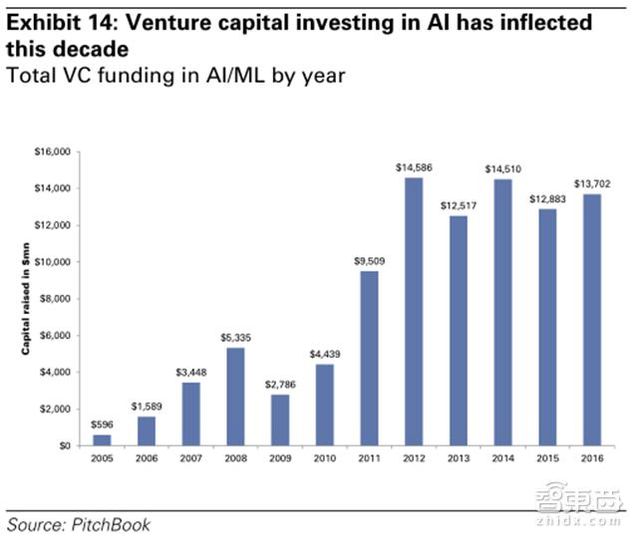 Exhibit 14: Venture capital investing in AI has inflected
this decade
Total VC funding in AI/ML by year
$16,000
$14,000
$12,000
$10,000
$8,000
$6,000
$4,000
$2,000
$0
Capital raised in $mn
$596
$1,589
$3,448
$5,335
$2,786
$4,439
$9,509
$14,586
$12,517
$14,510
$12,883
$13,702
2005 2006 2007 2008 2009 2010 2011 2012 2013 2014 2015 2016
Source: PitchBook
智東西
zhidx.com